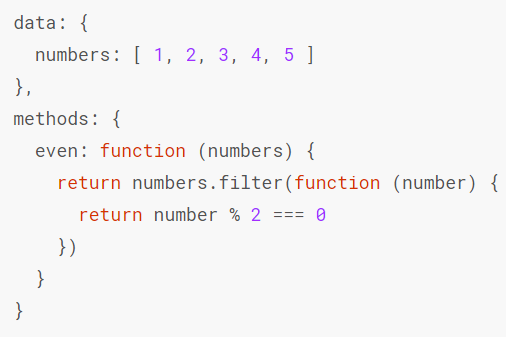 data: {
  numbers: [ 1, 2, 3, 4, 5 ]
},
methods: {
  even: function (numbers) {
    return numbers.filter(function (number) {
      return number % 2 === 0
    })
  }
}